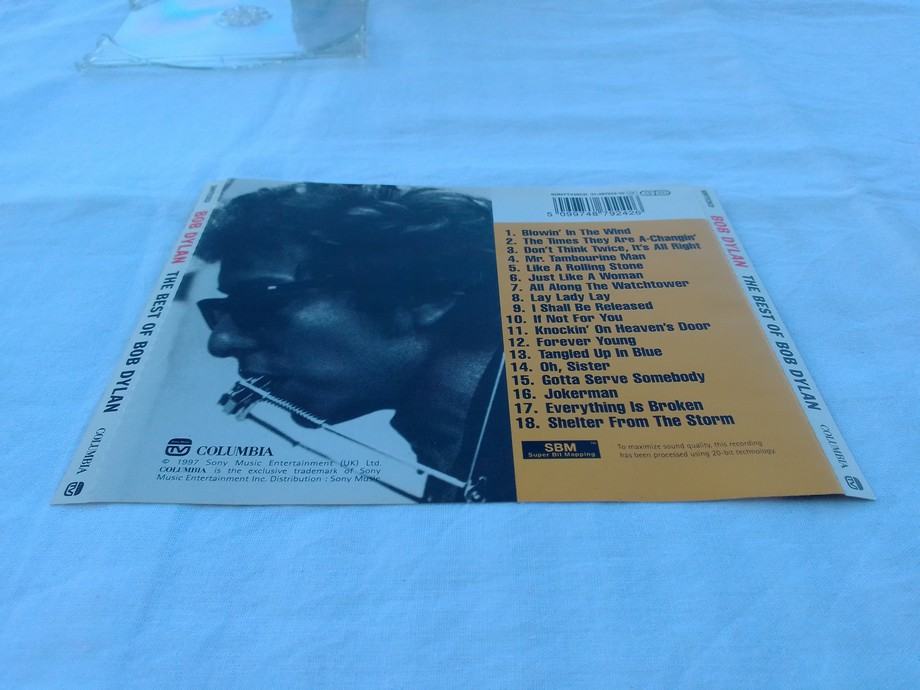 BOB DYLAN THE BEST OF BOB DYLAN COLUMBIA
5 099748 792426
1. Blowin' In The Wind
2. The Times They Are A-Changin'
3. Don't Think Twice, It's All Right
4. Mr. Tambourine Man
5. Like A Rolling Stone
6. Just Like A Woman
7. All Along The Watchtower
8. Lay Lady Lay
9. I Shall Be Released
10. If Not For You
11. Knockin' On Heaven's Door
12. Forever Young
13. Tangled Up In Blue
14. Oh, Sister
15. Gotta Serve Somebody
16. Jokerman
17. Everything Is Broken
18. Shelter From The Storm
SBM™
Super Bit Mapping
To maximize sound quality, this recording
has been processed using 20-bit technology.
COLUMBIA
© 1997 Sony Music Entertainment (UK) Ltd.
COLUMBIA is the exclusive trademark of Sony
Music Entertainment Inc. Distribution : Sony Music
BOB DYLAN THE BEST OF BOB DYLAN COLUMBIA